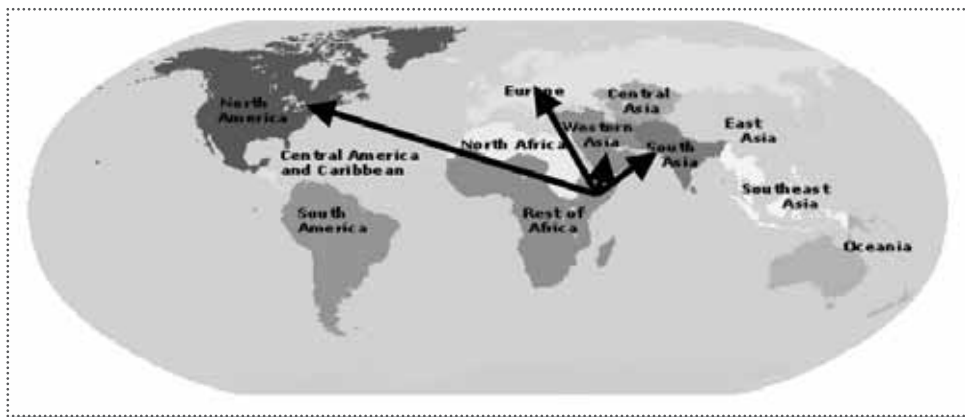 North
America
Central America
and Caribbean
South
America
Europe
North Africa
Western
Asia
Central
Asia
South
Asia
East
Asia
Southeast
Asia
Rest of
Africa
Oceania